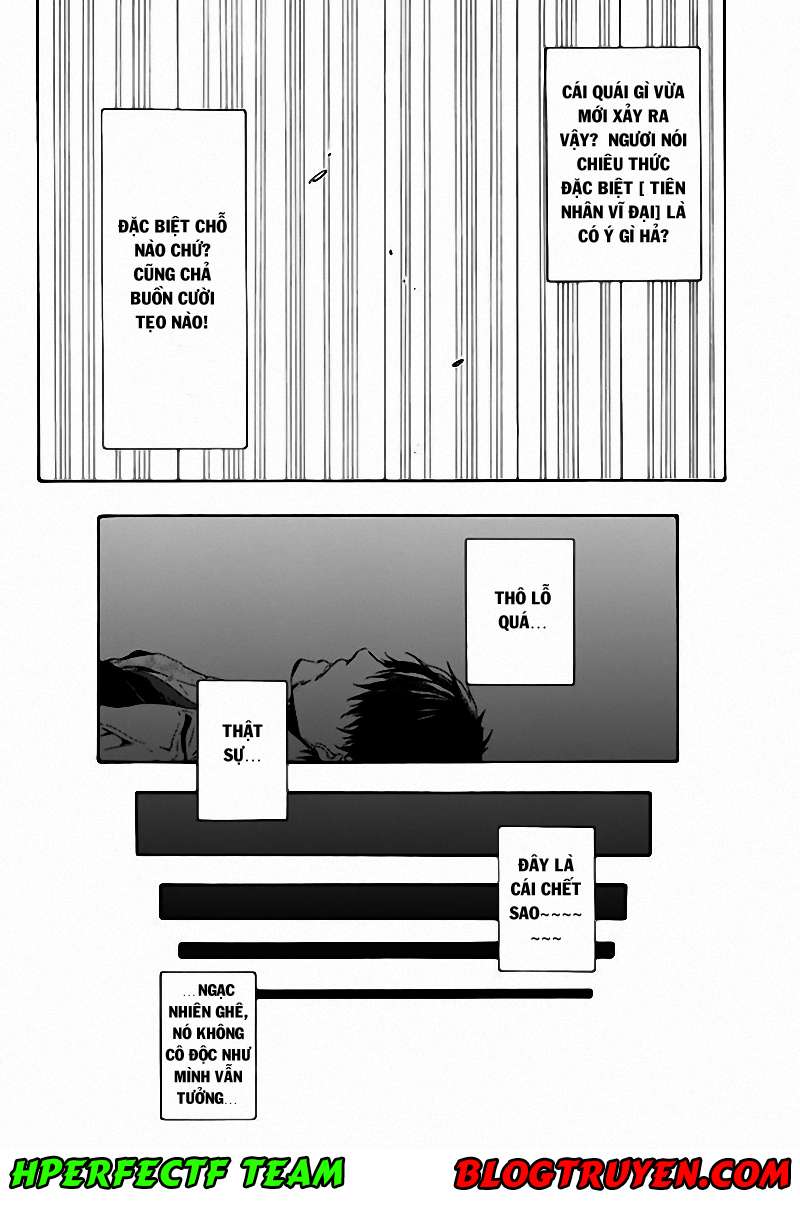 CÁI QUÁI GÌ VỪA
MỚI XẢY RA
VẬY? NGƯƠI NÓI
CHIÊU THỨC
ĐẶC BIỆT [ TIÊN
NHÂN VĨ ĐẠI] LÀ
CÓ Ý GÌ HẢ?
ĐẶC BIỆT CHỖ
NÀO CHỨ?
CŨNG CHẢ
BUỒN CƯỜI
TẸO NÀO!
THÔ LỖ
QUÁ...
THẬT
SỰ...
ĐÂY LÀ
CÁI CHẾT
SAO~~~~
~~~
...NGẠC
NHIÊN GHÊ,
NÓ KHÔNG
CÔ ĐỘC NHƯ
MÌNH VẪN
TƯỞNG...
HPERFECTF TEAM
BLOGTRUYEN.COM